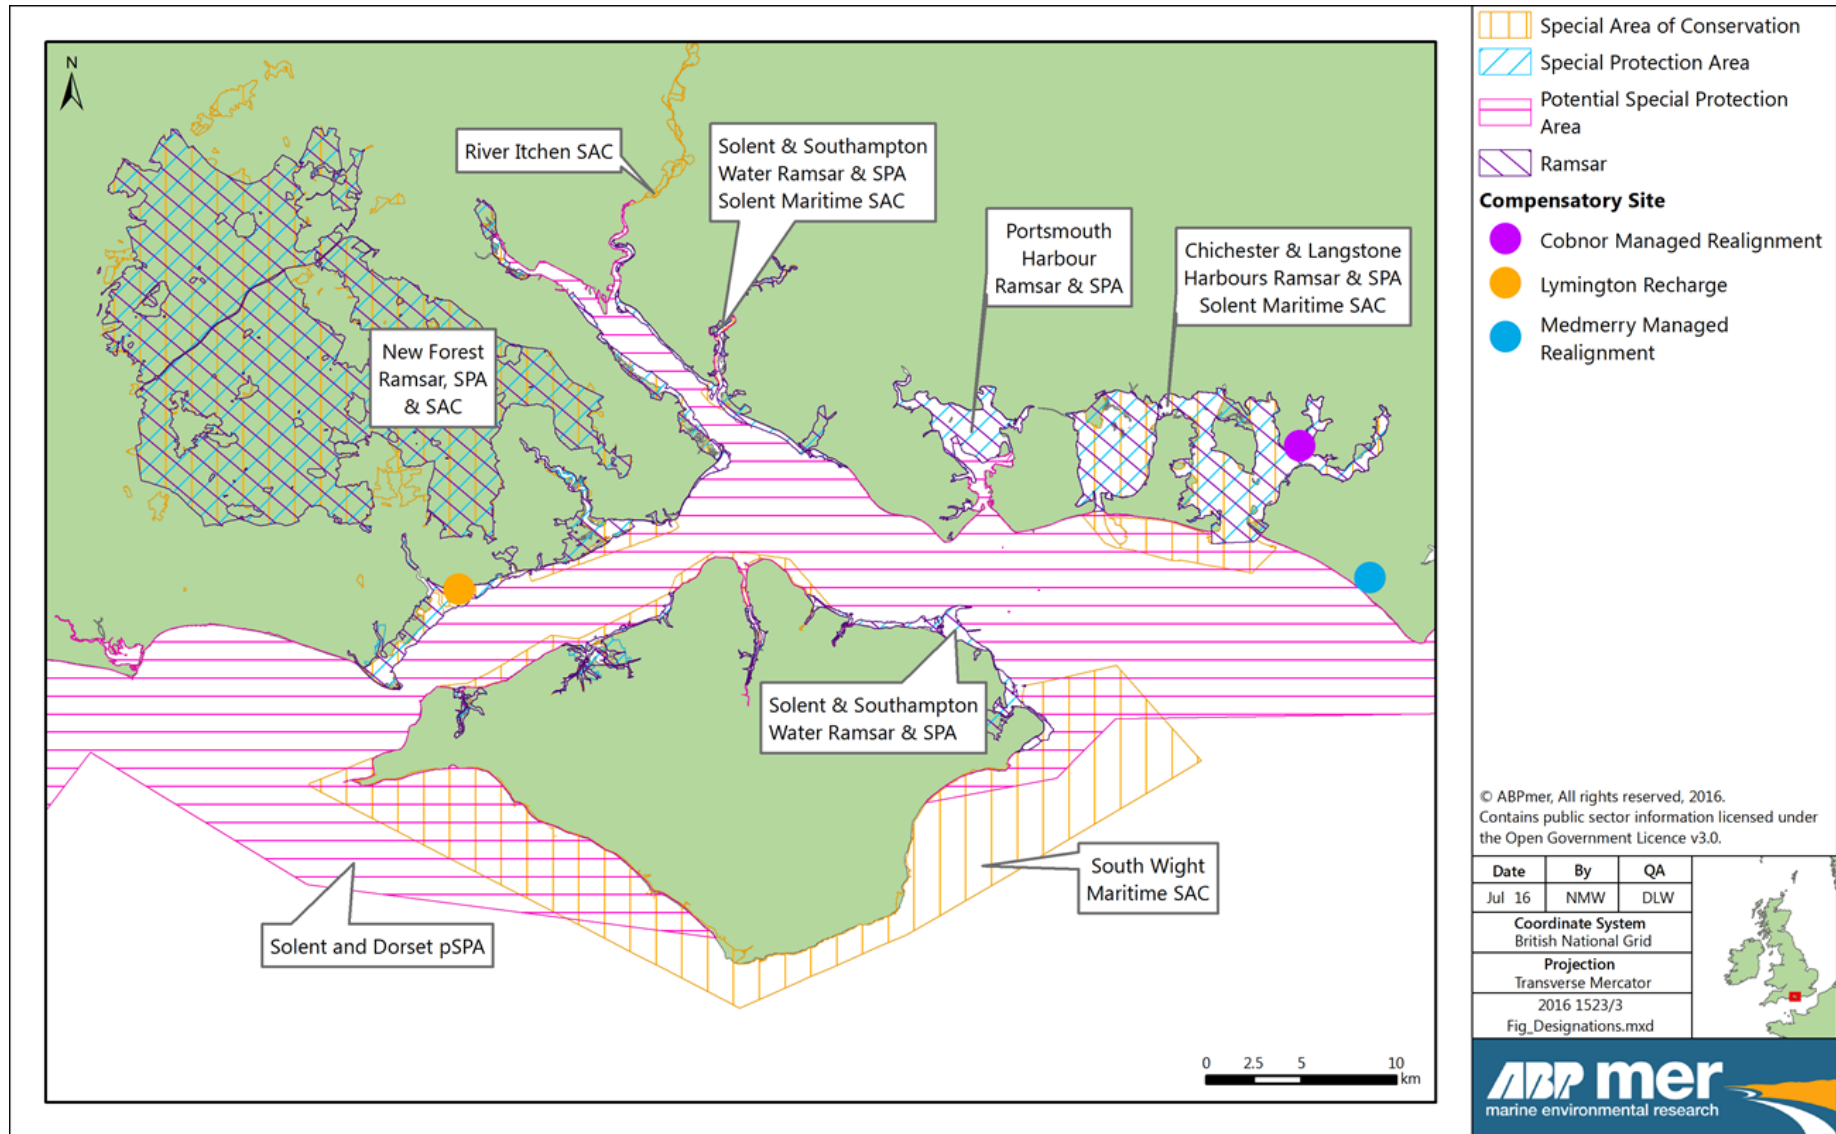 N
River Itchen SAC
Solent & Southampton
Water Ramsar & SPA
Solent Maritime SAC
Portsmouth
Harbour
Ramsar & SPA
Chichester & Langstone
Harbours Ramsar & SPA
Solent Maritime SAC
New Forest
Ramsar, SPA
& SAC
Solent & Southampton
Water Ramsar & SPA
South Wight
Maritime SAC
Solent and Dorset pSPA
0 2.5 5 10
km
Special Area of Conservation
Special Protection Area
Potential Special Protection
Area
Ramsar
Compensatory Site
Cobnor Managed Realignment
Lymington Recharge
Medmerry Managed
Realignment
© ABPmer, All rights reserved, 2016.
Contains public sector information licensed under
the Open Government Licence v3.0.
Date By QA
Jul 16 NMW DLW
Coordinate System
British National Grid
Projection
Transverse Mercator
2016 1523/3
Fig_Designations.mxd
ABP mer
marine environmental research